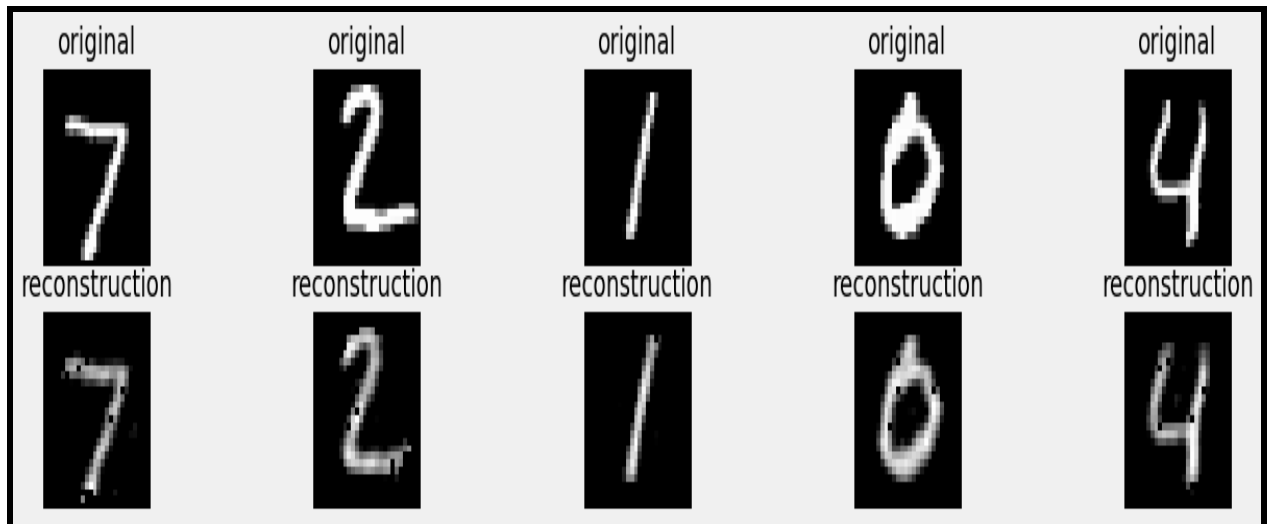 original original original original original
7 2 1 0 4
reconstruction reconstruction reconstruction reconstruction reconstruction
7 2 1 0 4